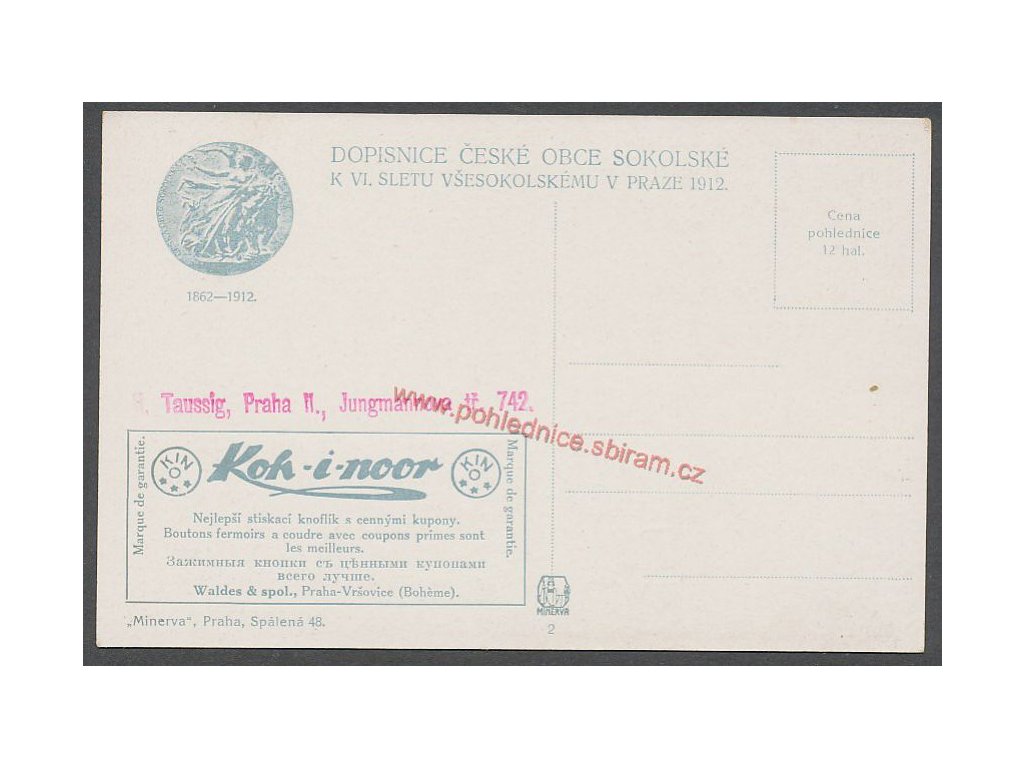 DOPISNICE ČESKÉ OBCE SOKOLSKÉ
K VI. SLETU VŠESOKOLSKÉMU V PRAZE 1912.
Cena
pohlednice
12 hal.
1862—1912.
Taussig, Praha II., Jungmannova tř. 742.
www.pohlednice.sbiram.cz
Marque de garantie.
KINO
Koh-i-noor
KINO
Marque de garantie.
Nejlepší stiskací knoflík s cennými kupony.
Boutons fermoirs a coudre avec coupons primes sont
les meilleurs.
Зажимныя кнопки съ цѣнными купонами
всего лучше.
Waldes & spol., Praha-Vršovice (Bohème).
MINERVA
„Minerva", Praha, Spálená 48.
2